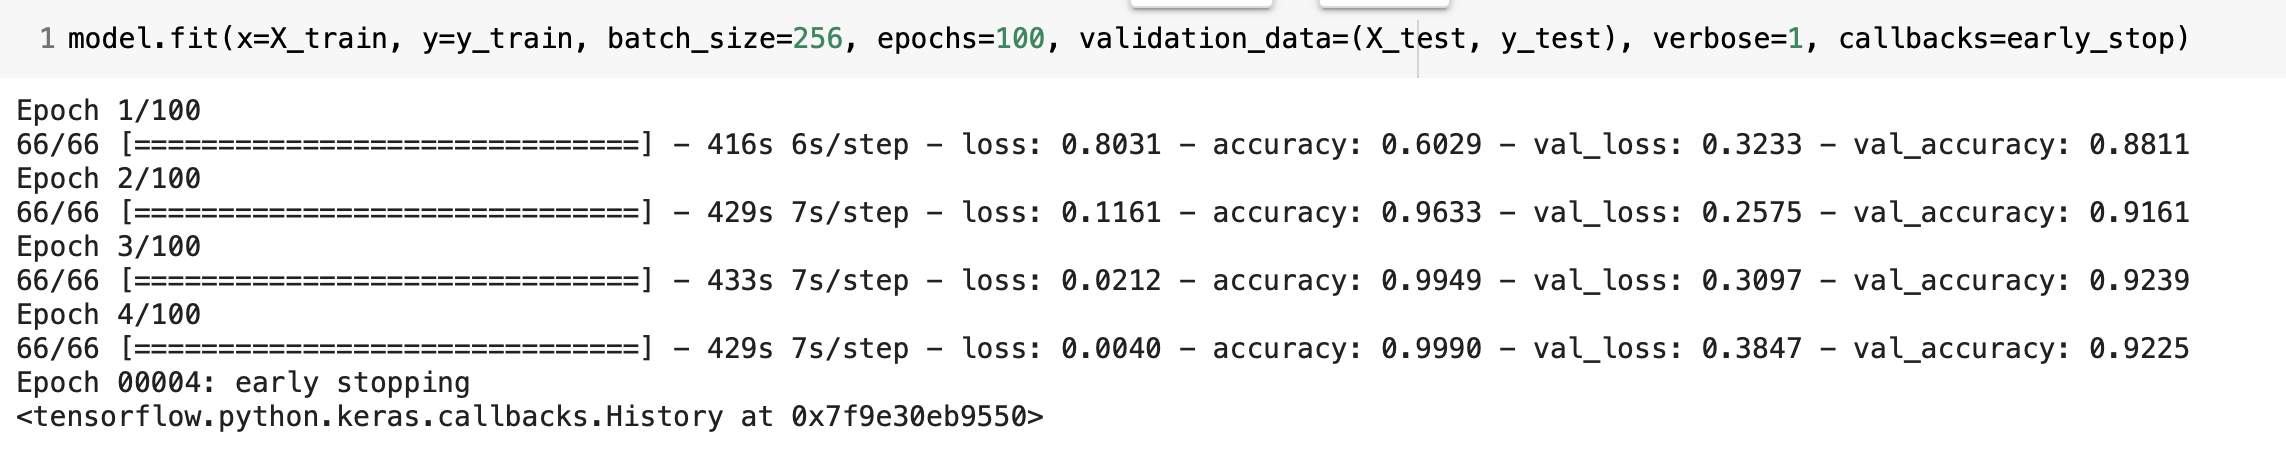 1 model.fit(x=X_train, y=y_train, batch_size=256, epochs=100, validation_data=(X_test, y_test), verbose=1, callbacks=early_stop)
Epoch 1/100
66/66 [==============================] - 416s 6s/step - loss: 0.8031 - accuracy: 0.6029 - val_loss: 0.3233 - val_accuracy: 0.8811
Epoch 2/100
66/66 [==============================] - 429s 7s/step - loss: 0.1161 - accuracy: 0.9633 - val_loss: 0.2575 - val_accuracy: 0.9161
Epoch 3/100
66/66 [==============================] - 433s 7s/step - loss: 0.0212 - accuracy: 0.9949 - val_loss: 0.3097 - val_accuracy: 0.9239
Epoch 4/100
66/66 [==============================] - 429s 7s/step - loss: 0.0040 - accuracy: 0.9990 - val_loss: 0.3847 - val_accuracy: 0.9225
Epoch 00004: early stopping
<tensorflow.python.keras.callbacks.History at 0x7f9e30eb9550>